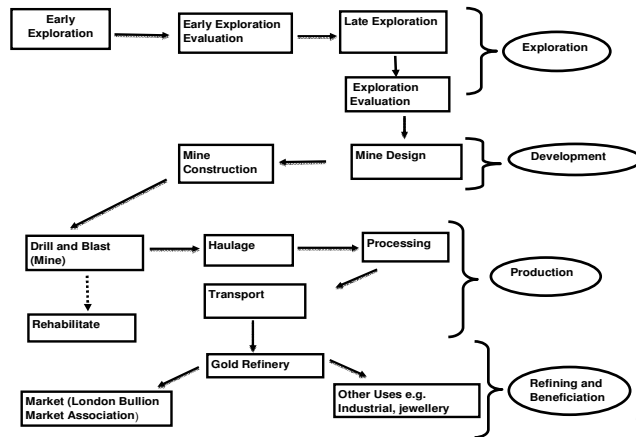 Early
Exploration
Early Exploration
Evaluation
Late Exploration
Exploration
Exploration
Evaluation
Mine
Construction
Mine Design
Development
Drill and Blast
(Mine)
Haulage
Processing
Production
Transport
Rehabilitate
Gold Refinery
Market (London Bullion
Market Association)
Other Uses e.g.
Industrial, jewellery
Refining and
Beneficiation